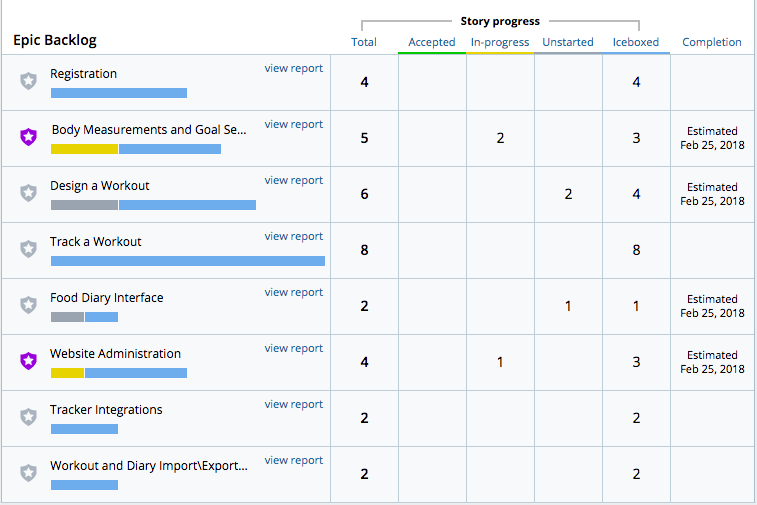 Story progress
Epic Backlog Total Accepted In-progress Unstarted Iceboxed Completion
Registration view report 4 4
Body Measurements and Goal Se... view report 5 2 3 Estimated
Feb 25, 2018
Design a Workout view report 6 2 4 Estimated
Feb 25, 2018
Track a Workout view report 8 8
Food Diary Interface view report 2 1 1 Estimated
Feb 25, 2018
Website Administration view report 4 1 3 Estimated
Feb 25, 2018
Tracker Integrations view report 2 2
Workout and Diary Import\Export... view report 2 2